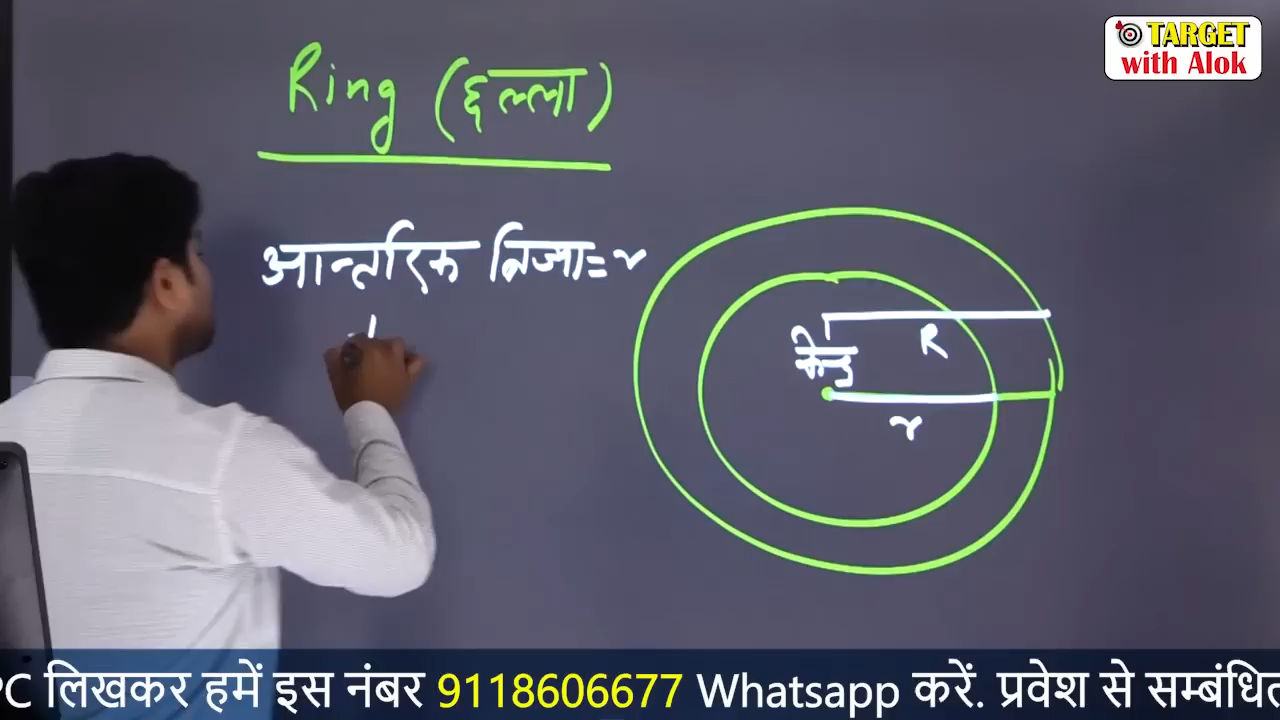 TARGET
with Alok
Ring (छल्ला)
आन्तरिक त्रिज्या = r
R
केन्द्र
r
PC लिखकर हमें इस नंबर 9118606677 Whatsapp करें. प्रवेश से सम्बंधित